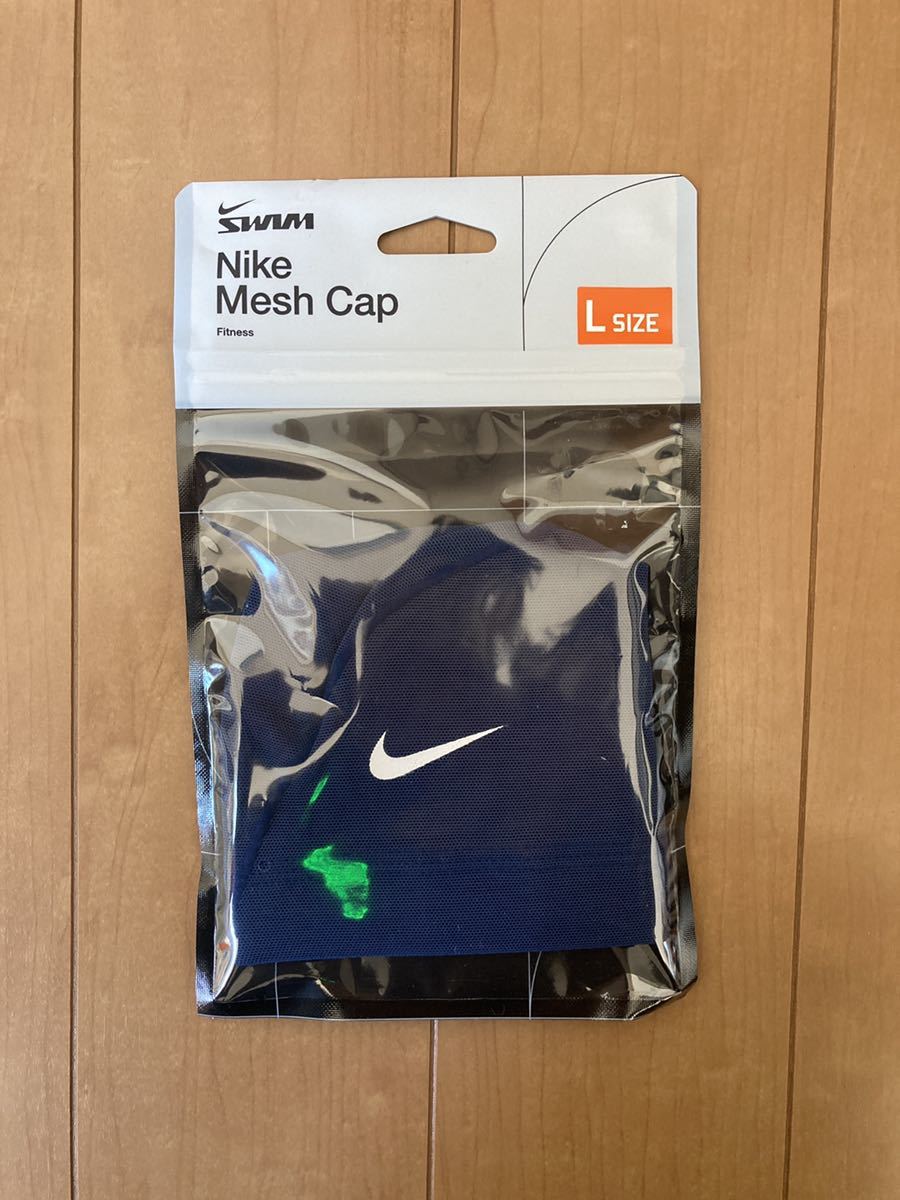 SWIM
Nike
Mesh Cap
Fitness
L SIZE